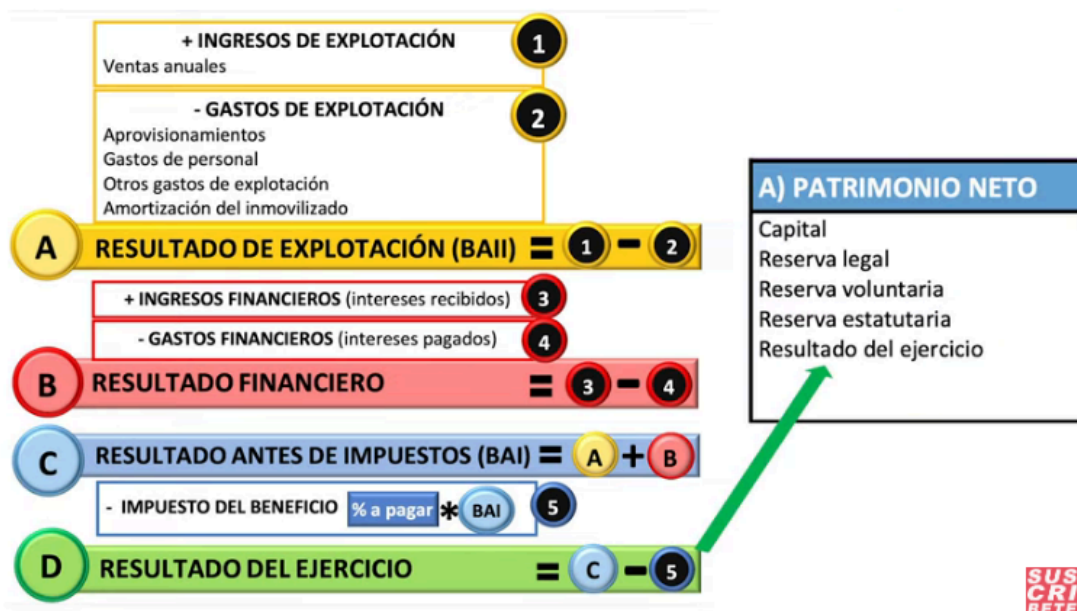 + INGRESOS DE EXPLOTACIÓN 1
Ventas anuales
- GASTOS DE EXPLOTACIÓN 2
Aprovisionamientos
Gastos de personal
Otros gastos de explotación
Amortización del inmovilizado
A RESULTADO DE EXPLOTACIÓN (BAII) = 1 - 2
+ INGRESOS FINANCIEROS (intereses recibidos) 3
- GASTOS FINANCIEROS (intereses pagados) 4
B RESULTADO FINANCIERO = 3 - 4
C RESULTADO ANTES DE IMPUESTOS (BAI) = A + B
- IMPUESTO DEL BENEFICIO % a pagar * BAI 5
D RESULTADO DEL EJERCICIO = C - 5
A) PATRIMONIO NETO
Capital
Reserva legal
Reserva voluntaria
Reserva estatutaria
Resultado del ejercicio
SUS
CRI
BETE